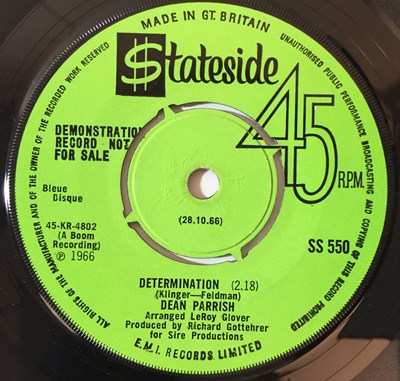 MADE IN GT. BRITAIN
$tateside
45
R.P.M.
DEMONSTRATION
RECORD NOT
FOR SALE
Bleue
Disque
(28.10.66)
45-KR-4802
(A Boom
Recording)
℗ 1966
SS 550
DETERMINATION (2.18)
(Klinger-Feldman)
DEAN PARRISH
Arranged LeRoy Glover
Produced by Richard Gottehrer
for Sire Productions
E.M.I. RECORDS LIMITED
ALL RIGHTS OF THE MANUFACTURER AND OF THE OWNER OF THE RECORDED WORK RESERVED
UNAUTHORISED PUBLIC PERFORMANCE BROADCASTING AND COPYING OF THIS RECORD PROHIBITED